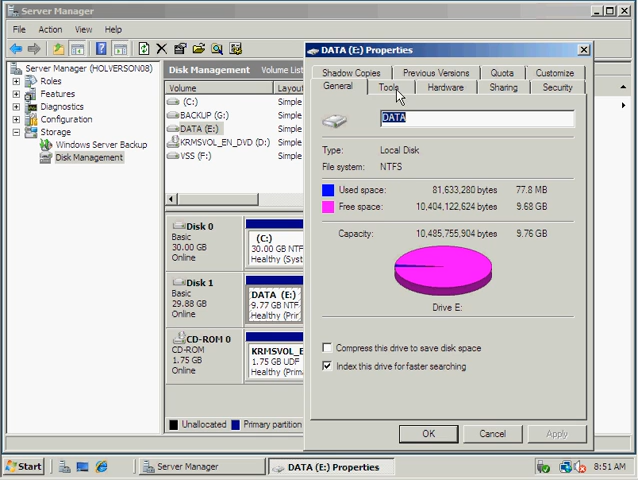 Server Manager
File Action View Help
Server Manager (HOLVERSON08)
Roles
Features
Diagnostics
Configuration
Storage
Windows Server Backup
Disk Management
Disk Management Volume List
Volume Layout
(C:) Simple
BACKUP (G:) Simple
DATA (E:) Simple
KRMSVOL_EN_DVD (D:) Simple
VSS (F:) Simple
Disk 0
Basic
30.00 GB
Online
(C:)
30.00 GB NTF
Healthy (Syst
Disk 1
Basic
29.88 GB
Online
DATA (E:)
9.77 GB NTF
Healthy (Prir
CD-ROM 0
CD-ROM
1.75 GB
Online
KRMSVOL_E
1.75 GB UDF
Healthy (Prima
Unallocated Primary partition
DATA (E:) Properties
Shadow Copies Previous Versions Quota Customize
General Tools Hardware Sharing Security
DATA
Type: Local Disk
File system: NTFS
Used space: 81,633,280 bytes 77.8 MB
Free space: 10,404,122,624 bytes 9.68 GB
Capacity: 10,485,755,904 bytes 9.76 GB
Drive E:
Compress this drive to save disk space
Index this drive for faster searching
OK Cancel Apply
Start Server Manager DATA (E:) Properties 8:51 AM